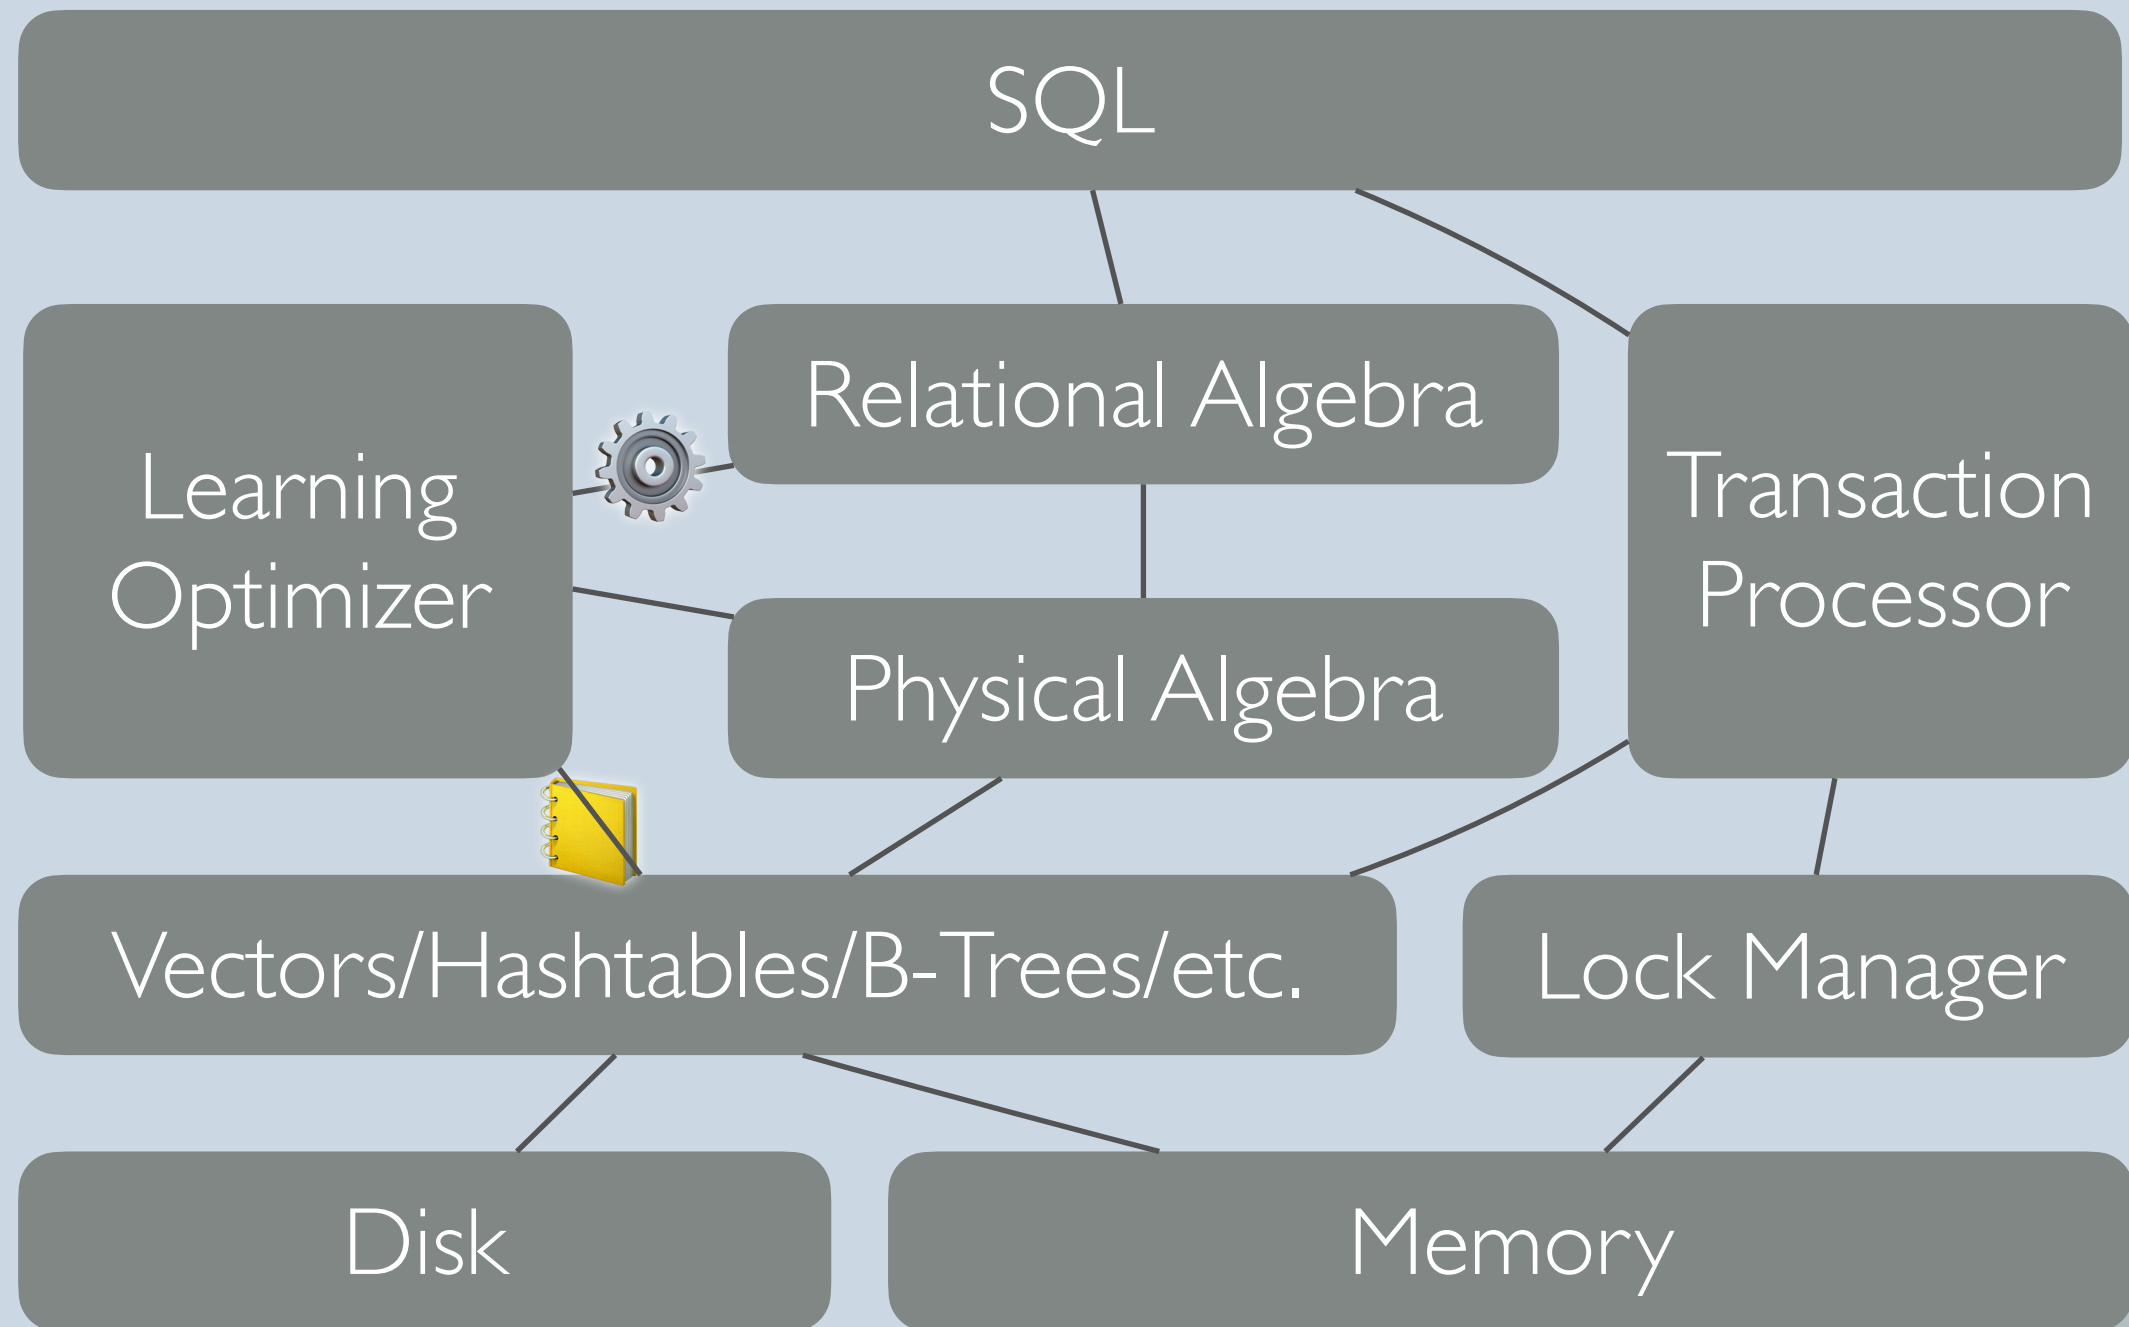 SQL
Relational Algebra
Learning
Optimizer
Transaction
Processor
Physical Algebra
Vectors/Hashtables/B-Trees/etc.
Lock Manager
Disk
Memory